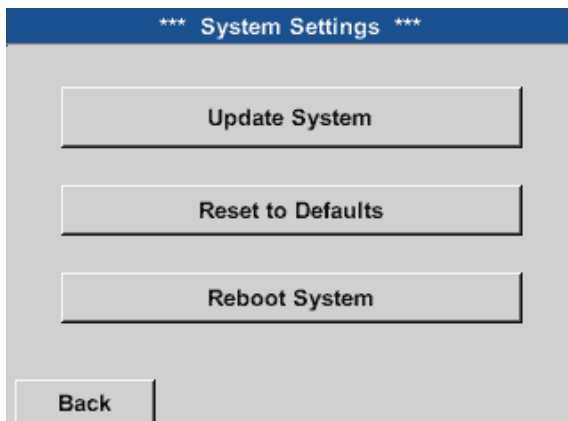 *** System Settings ***
Update System
Reset to Defaults
Reboot System
Back